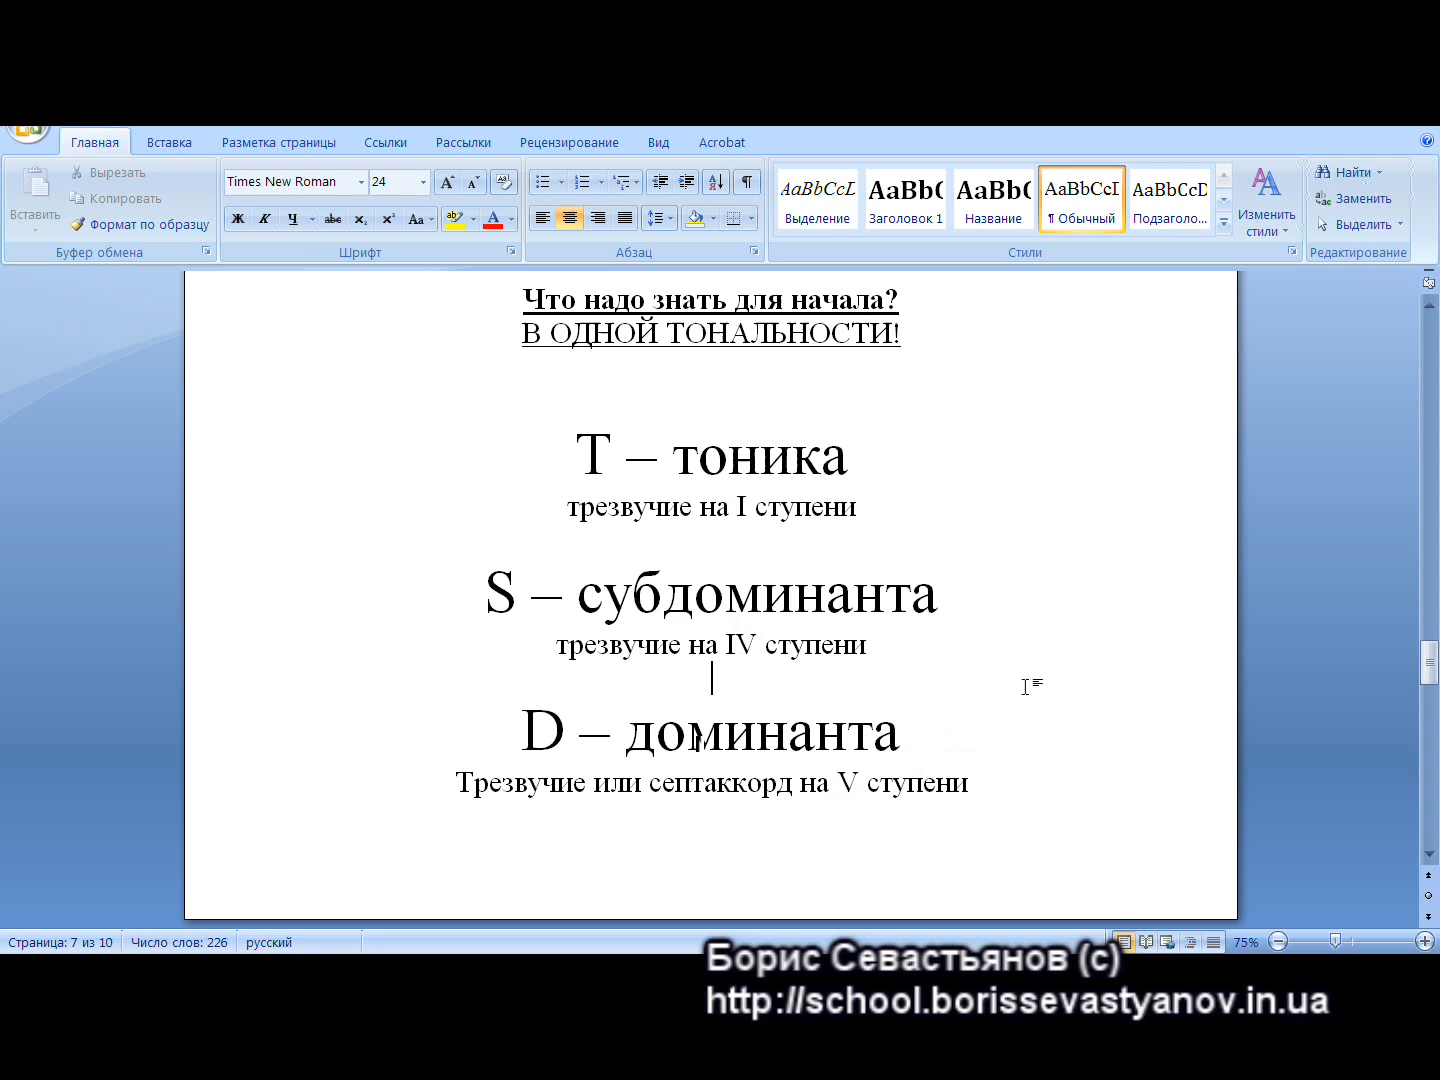 Главная Вставка Разметка страницы Ссылки Рассылки Рецензирование Вид Acrobat
Вставить
Вырезать
Копировать
Формат по образцу
Буфер обмена
Times New Roman 24
Ж К Ч abc x₂ x² Aa
Шрифт
Абзац
AaBbCcL AaBb( AaBb( AaBbCcI AaBbCcD
Выделение Заголовок 1 Название ¶ Обычный Подзаголо...
Изменить стили
Стили
Найти
Заменить
Выделить
Редактирование
Что надо знать для начала?
В ОДНОЙ ТОНАЛЬНОСТИ!
T – тоника
трезвучие на I ступени
S – субдоминанта
трезвучие на IV ступени
D – доминанта
Трезвучие или септаккорд на V ступени
Страница: 7 из 10 Число слов: 226 русский 75%
Борис Севастьянов (с)
http://school.borissevastyanov.in.ua